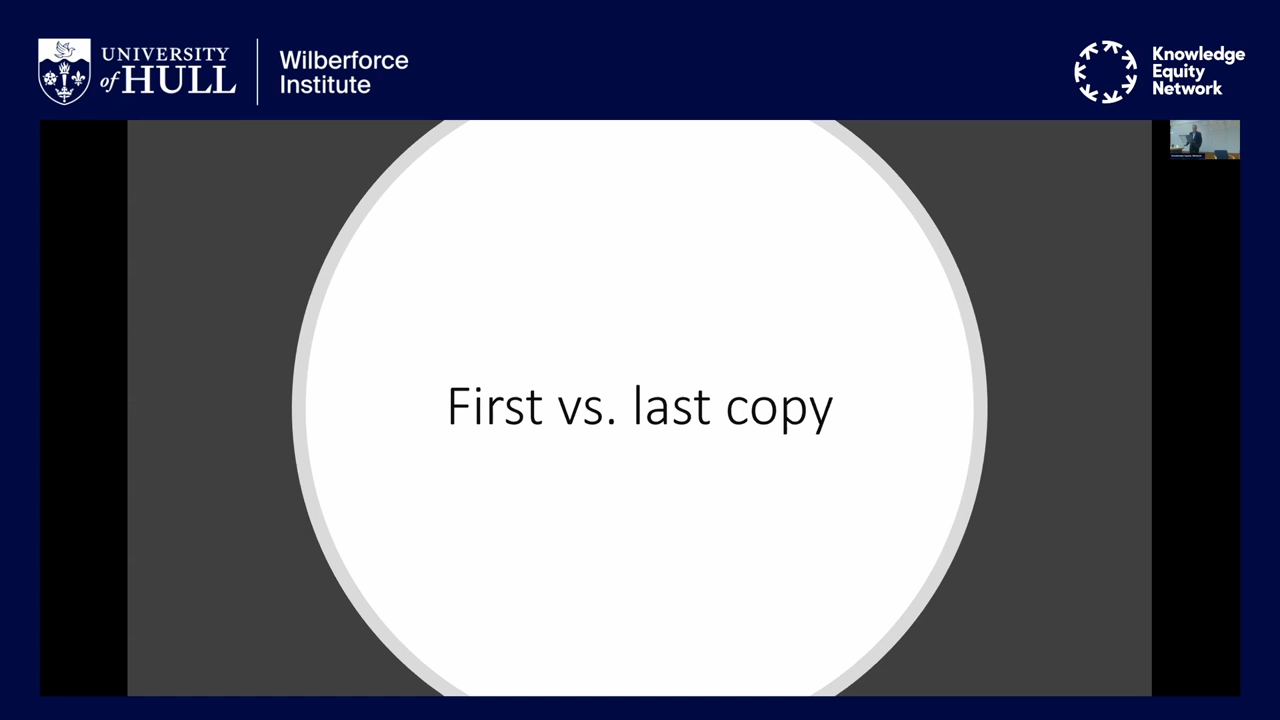 UNIVERSITY
of HULL
Wilberforce
Institute
Knowledge
Equity
Network
First vs. last copy